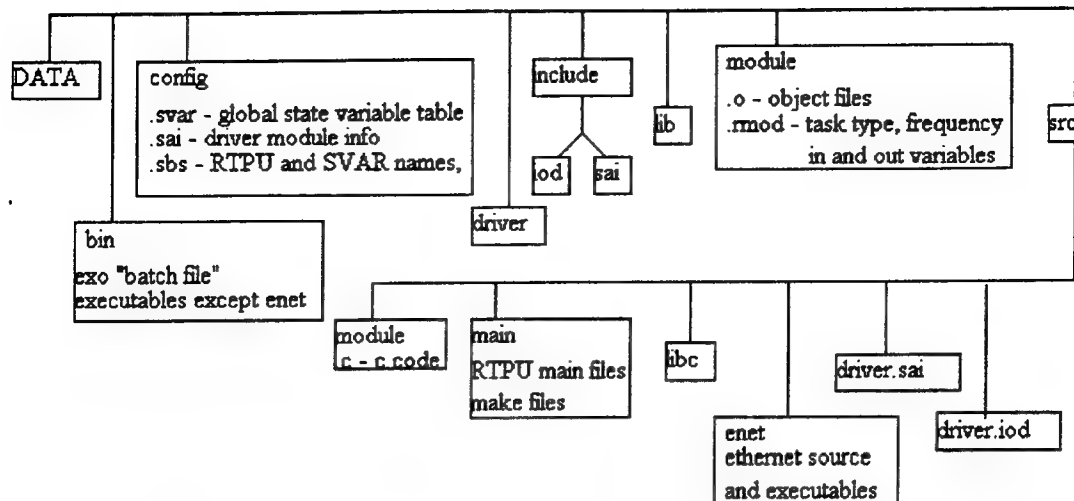 DATA
config
.svar - global state variable table
.sai - driver module info
.sbs - RTPU and SVAR names,
include
iod
sai
lib
module
.o - object files
.rmod - task type, frequency
in and out variables
src
driver
bin
exo "batch file"
executables except enet
module
.c - c code
main
RTPU main files
make files
libc
driver.sai
driver.iod
enet
ethernet source
and executables